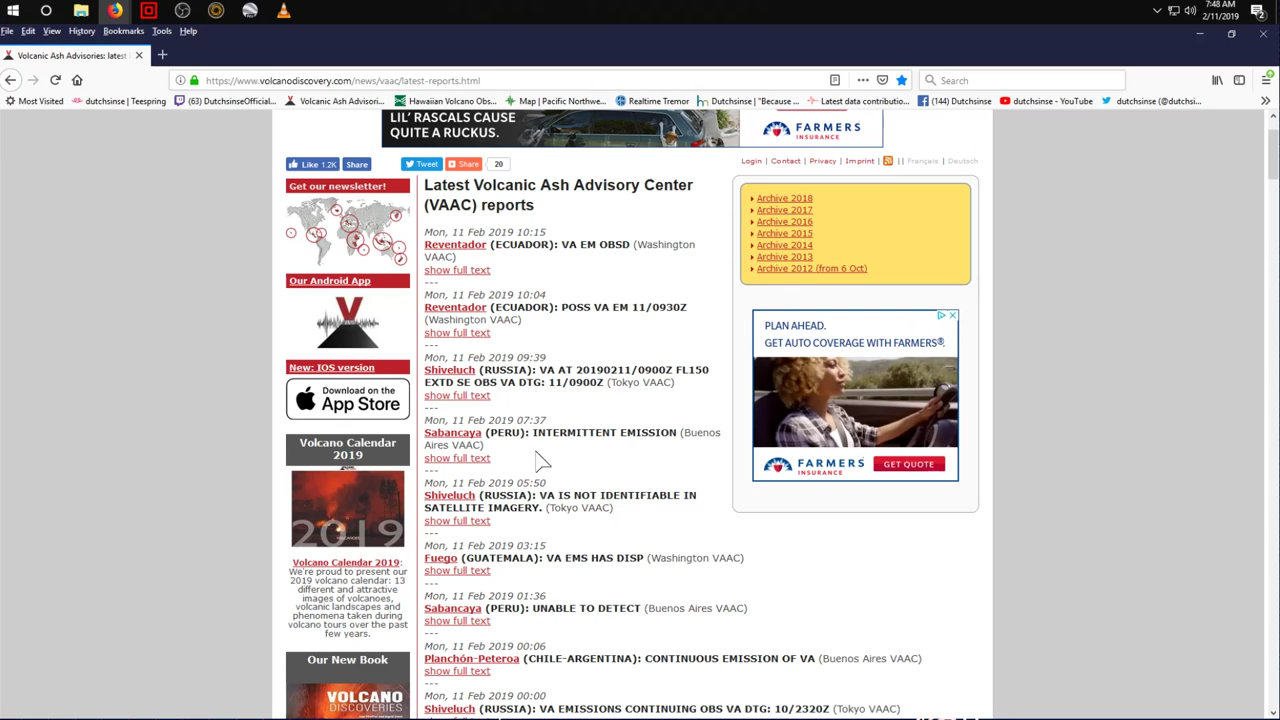 7:48 AM
2/11/2019
File Edit View History Bookmarks Tools Help
Volcanic Ash Advisories: latest
https://www.volcanodiscovery.com/news/vaac/latest-reports.html
Search
Most Visited dutchsinse | Teespring (63) DutchsinseOfficial... Volcanic Ash Advisori... Hawaiian Volcano Obs... Map | Pacific Northwe... Realtime Tremor Dutchsinse | "Because ... Latest data contributio... (144) Dutchsinse dutchsinse - YouTube dutchsinse (@dutchsi...
LIL' RASCALS CAUSE
QUITE A RUCKUS.
FARMERS
INSURANCE
Like 1.2K Share Tweet Share 20
Login | Contact | Privacy | Imprint | || Français | Deutsch
Get our newsletter!
Our Android App
New: IOS version
Download on the
App Store
Volcano Calendar
2019
2019
Volcano Calendar 2019:
We're proud to present our
2019 volcano calendar: 13
different and attractive
images of volcanoes,
volcanic landscapes and
phenomena taken during
volcano tours over the past
few years.
Our New Book
VOLCANO
DISCOVERIES
Latest Volcanic Ash Advisory Center
(VAAC) reports
Mon, 11 Feb 2019 10:15
Reventador (ECUADOR): VA EM OBSD (Washington
VAAC)
show full text
---
Mon, 11 Feb 2019 10:04
Reventador (ECUADOR): POSS VA EM 11/0930Z
(Washington VAAC)
show full text
---
Mon, 11 Feb 2019 09:39
Shiveluch (RUSSIA): VA AT 20190211/0900Z FL150
EXTD SE OBS VA DTG: 11/0900Z (Tokyo VAAC)
show full text
---
Mon, 11 Feb 2019 07:37
Sabancaya (PERU): INTERMITTENT EMISSION (Buenos
Aires VAAC)
show full text
---
Mon, 11 Feb 2019 05:50
Shiveluch (RUSSIA): VA IS NOT IDENTIFIABLE IN
SATELLITE IMAGERY. (Tokyo VAAC)
show full text
---
Mon, 11 Feb 2019 03:15
Fuego (GUATEMALA): VA EMS HAS DISP (Washington VAAC)
show full text
---
Mon, 11 Feb 2019 01:36
Sabancaya (PERU): UNABLE TO DETECT (Buenos Aires VAAC)
show full text
---
Mon, 11 Feb 2019 00:06
Planchón-Peteroa (CHILE-ARGENTINA): CONTINUOUS EMISSION OF VA (Buenos Aires VAAC)
show full text
---
Mon, 11 Feb 2019 00:00
Shiveluch (RUSSIA): VA EMISSIONS CONTINUING OBS VA DTG: 10/2320Z (Tokyo VAAC)
Archive 2018
Archive 2017
Archive 2016
Archive 2015
Archive 2014
Archive 2013
Archive 2012 (from 6 Oct)
PLAN AHEAD.
GET AUTO COVERAGE WITH FARMERS®.
FARMERS
INSURANCE
GET QUOTE